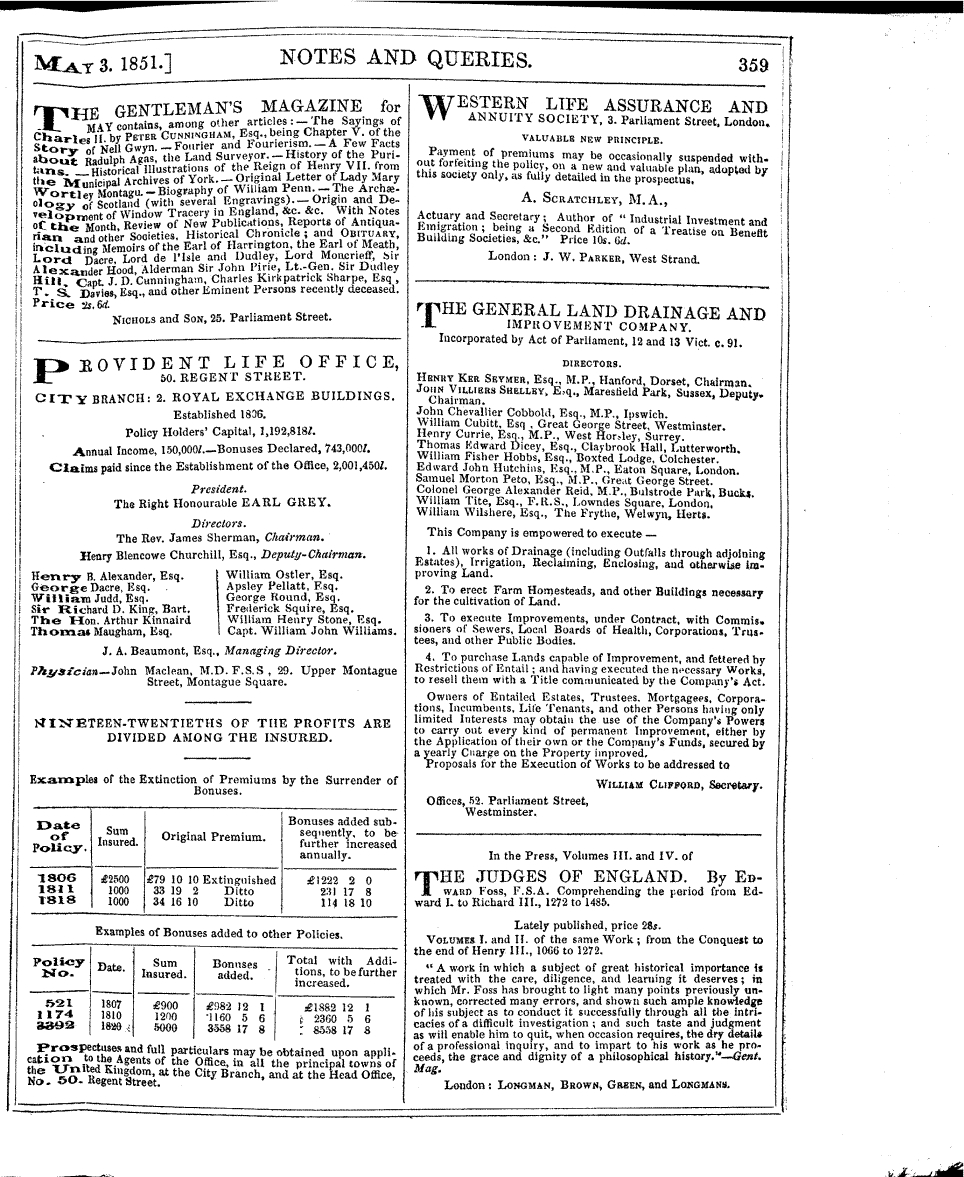 MAY 3. 1851.]
NOTES AND QUERIES.
359
THE GENTLEMAN'S MAGAZINE for
MAY contains, among other articles:—The Sayings of
Charles II. by PETER CUNNINGHAM, Esq., being Chapter V. of the
Story of Nell Gwyn.—Fourier and Fourierism.—A Few Facts
about Radulph Agas, the Land Surveyor.—History of the Puri-
tans.—Historical Illustrations of the Reign of Henry VII. from
the Municipal Archives of York.—Original Letter of Lady Mary
Wortley Montagu.—Biography of William Penn.—The Archæ-
ology of Scotland (with several Engravings).—Origin and De-
velopment of Window Tracery in England, &c. &c. With Notes
of the Month, Review of New Publications, Reports of Antiqua-
rian and other Societies, Historical Chronicle; and OBITUARY,
including Memoirs of the Earl of Harrington, the Earl of Meath,
Lord Dacre, Lord de l'Isle and Dudley, Lord Moncrieff, Sir
Alexander Hood, Alderman Sir John Pirie, Lt.-Gen. Sir Dudley
Hill, Capt. J. D. Cunningham, Charles Kirkpatrick Sharpe, Esq,
T. S. Davies, Esq., and other Eminent Persons recently deceased.
Price 2s. 6d.
NICHOLS and SON, 25. Parliament Street.
PROVIDENT LIFE OFFICE,
50. REGENT STREET.
CITY BRANCH: 2. ROYAL EXCHANGE BUILDINGS.
Established 1806.
Policy Holders' Capital, 1,192,818l.
Annual Income, 150,000l.—Bonuses Declared, 743,000l.
Claims paid since the Establishment of the Office, 2,001,450l.
President.
The Right Honourable EARL GREY.
Directors.
The Rev. James Sherman, Chairman.
Henry Blencowe Churchill, Esq., Deputy-Chairman.
Henry B. Alexander, Esq.
George Dacre, Esq.
William Judd, Esq.
Sir Richard D. King, Bart.
The Hon. Arthur Kinnaird
Thomas Maugham, Esq.
William Ostler, Esq.
Apsley Pellatt, Esq.
George Round, Esq.
Frederick Squire, Esq.
William Henry Stone, Esq.
Capt. William John Williams.
J. A. Beaumont, Esq., Managing Director.
Physician—John Maclean, M.D. F.S.S, 29. Upper Montague
Street, Montague Square.
NINETEEN-TWENTIETHS OF THE PROFITS ARE
DIVIDED AMONG THE INSURED.
Examples of the Extinction of Premiums by the Surrender of
Bonuses.
Date of Policy. | Sum Insured. | Original Premium. | Bonuses added subsequently, to be further increased annually.
1806 | £2500 | £79 10 10 Extinguished | £1222 2 0
1811 | 1000 | 33 19 2 Ditto | 231 17 8
1818 | 1000 | 34 16 10 Ditto | 114 18 10
Examples of Bonuses added to other Policies.
Policy No. | Date. | Sum Insured. | Bonuses added. | Total with Additions, to be further increased.
521 | 1807 | £900 | £982 12 1 | £1882 12 1
1174 | 1810 | 1200 | 1160 5 6 | 2360 5 6
3392 | 1820 | 5000 | 3558 17 8 | 8558 17 8
Prospectuses and full particulars may be obtained upon appli-
cation to the Agents of the Office, in all the principal towns of
the United Kingdom, at the City Branch, and at the Head Office,
No. 50. Regent Street.
WESTERN LIFE ASSURANCE AND
ANNUITY SOCIETY, 3. Parliament Street, London.
VALUABLE NEW PRINCIPLE.
Payment of premiums may be occasionally suspended with-
out forfeiting the policy, on a new and valuable plan, adopted by
this society only, as fully detailed in the prospectus.
A. SCRATCHLEY, M.A.,
Actuary and Secretary; Author of "Industrial Investment and
Emigration; being a Second Edition of a Treatise on Benefit
Building Societies, &c." Price 10s. 6d.
London: J. W. PARKER, West Strand.
THE GENERAL LAND DRAINAGE AND
IMPROVEMENT COMPANY.
Incorporated by Act of Parliament, 12 and 13 Vict. c. 91.
DIRECTORS.
HENRY KER SEYMER, Esq., M.P., Hanford, Dorset, Chairman.
JOHN VILLIERS SHELLEY, Esq., Maresfield Park, Sussex, Deputy-
Chairman.
John Chevallier Cobbold, Esq., M.P., Ipswich.
William Cubitt, Esq, Great George Street, Westminster.
Henry Currie, Esq., M.P., West Horsley, Surrey.
Thomas Edward Dicey, Esq., Claybrook Hall, Lutterworth.
William Fisher Hobbs, Esq., Boxted Lodge, Colchester.
Edward John Hutchins, Esq., M.P., Eaton Square, London.
Samuel Morton Peto, Esq., M.P., Great George Street.
Colonel George Alexander Reid, M.P., Bulstrode Park, Bucks.
William Tite, Esq., F.R.S., Lowndes Square, London.
William Wilshere, Esq., The Frythe, Welwyn, Herts.
This Company is empowered to execute —
1. All works of Drainage (including Outfalls through adjoining
Estates), Irrigation, Reclaiming, Enclosing, and otherwise im-
proving Land.
2. To erect Farm Homesteads, and other Buildings necessary
for the cultivation of Land.
3. To execute Improvements, under Contract, with Commis-
sioners of Sewers, Local Boards of Health, Corporations, Trus-
tees, and other Public Bodies.
4. To purchase Lands capable of Improvement, and fettered by
Restrictions of Entail; and having executed the necessary Works,
to resell them with a Title communicated by the Company's Act.
Owners of Entailed Estates, Trustees, Mortgagees, Corpora-
tions, Incumbents, Life Tenants, and other Persons having only
limited Interests may obtain the use of the Company's Powers
to carry out every kind of permanent Improvement, either by
the Application of their own or the Company's Funds, secured by
a yearly Charge on the Property improved.
Proposals for the Execution of Works to be addressed to
WILLIAM CLIFFORD, Secretary.
Offices, 52. Parliament Street,
Westminster.
In the Press, Volumes III. and IV. of
THE JUDGES OF ENGLAND. By ED-
WARD FOSS, F.S.A. Comprehending the period from Ed-
ward I. to Richard III., 1272 to 1485.
Lately published, price 28s.
VOLUMES I. and II. of the same Work; from the Conquest to
the end of Henry III., 1066 to 1272.
"A work in which a subject of great historical importance is
treated with the care, diligence, and learning it deserves; in
which Mr. Foss has brought to light many points previously un-
known, corrected many errors, and shown such ample knowledge
of his subject as to conduct it successfully through all the intri-
cacies of a difficult investigation; and such taste and judgment
as will enable him to quit, when occasion requires, the dry details
of a professional inquiry, and to impart to his work as he pro-
ceeds, the grace and dignity of a philosophical history."—Gent.
Mag.
London: LONGMAN, BROWN, GREEN, and LONGMANS.